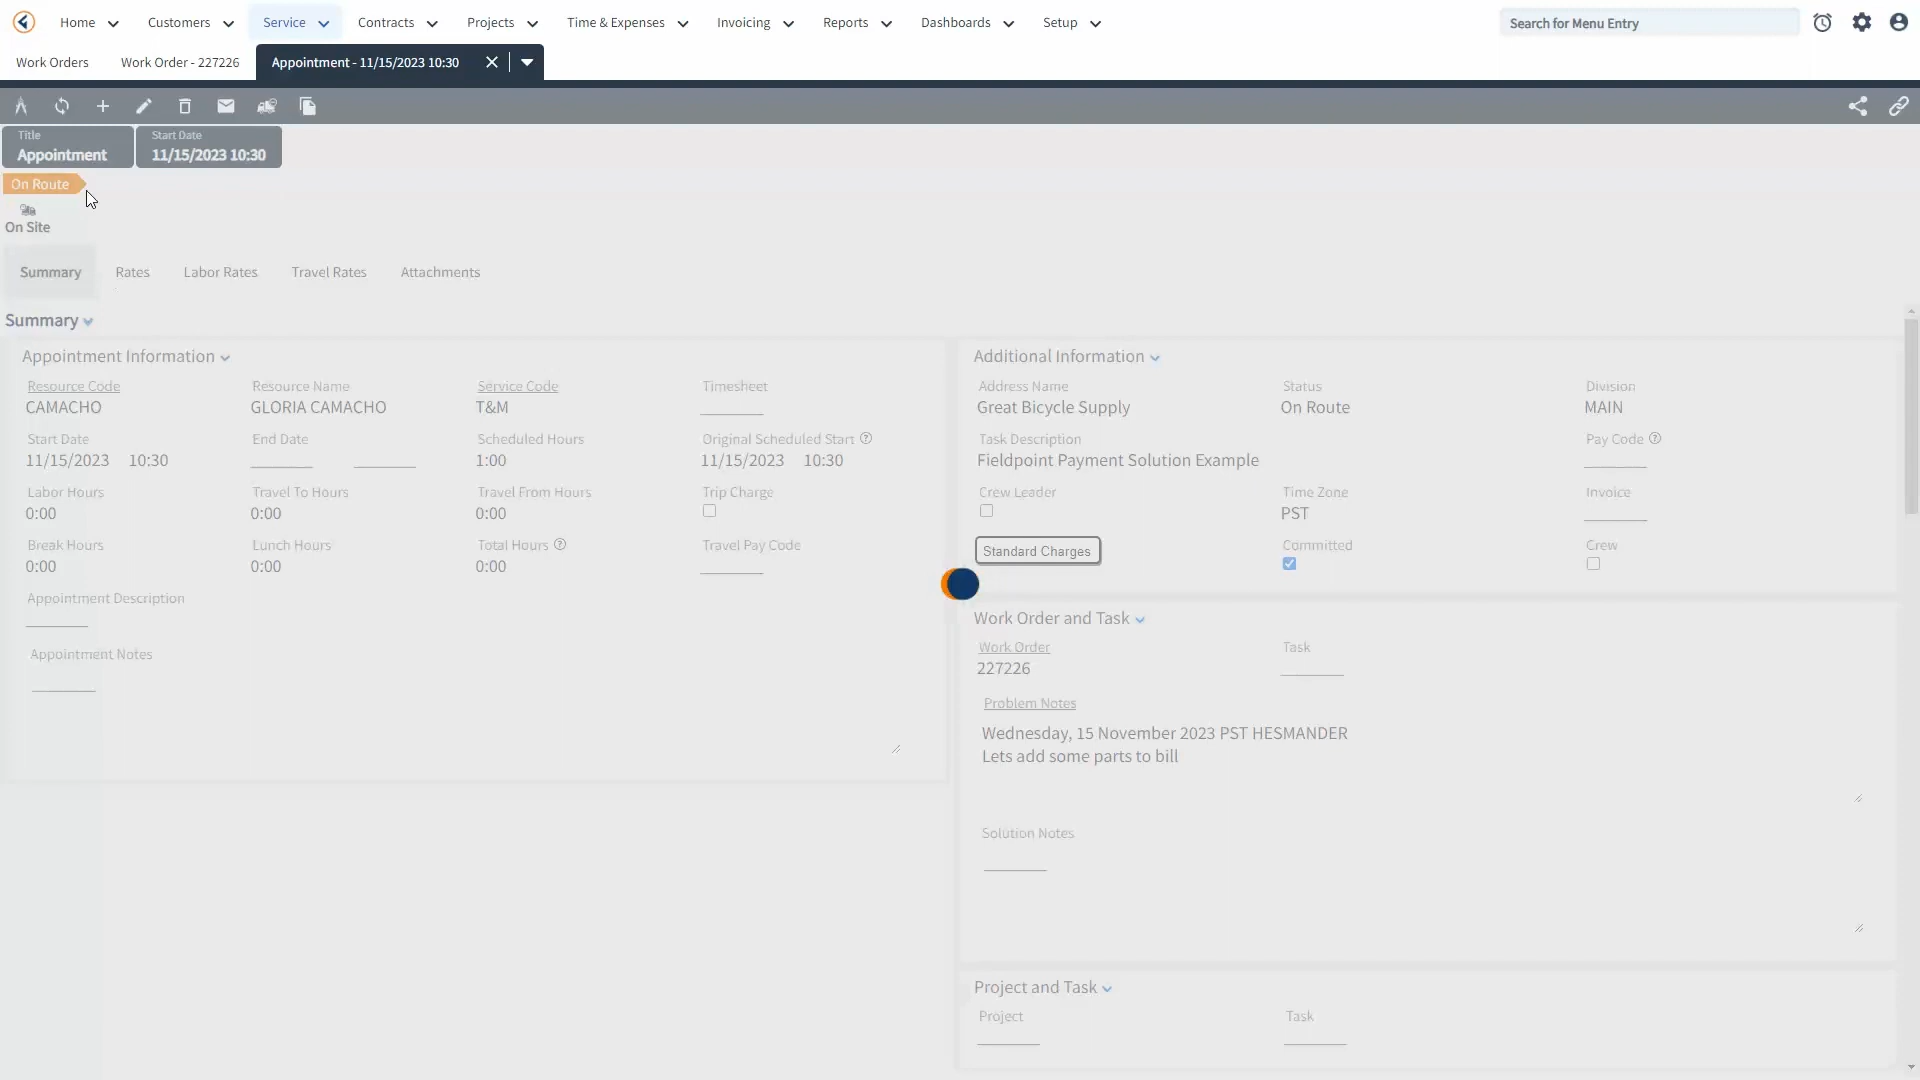 Home Customers Service Contracts Projects Time & Expenses Invoicing Reports Dashboards Setup Search for Menu Entry
Work Orders Work Order - 227226 Appointment - 11/15/2023 10:30
Title Start Date
Appointment 11/15/2023 10:30
On Route
On Site
Summary Rates Labor Rates Travel Rates Attachments
Summary
Appointment Information
Resource Code Resource Name Service Code Timesheet
CAMACHO GLORIA CAMACHO T&M
Start Date End Date Scheduled Hours Original Scheduled Start
11/15/2023 10:30 1:00 11/15/2023 10:30
Labor Hours Travel To Hours Travel From Hours Trip Charge
0:00 0:00 0:00
Break Hours Lunch Hours Total Hours Travel Pay Code
0:00 0:00 0:00
Appointment Description
Appointment Notes
Additional Information
Address Name Status Division
Great Bicycle Supply On Route MAIN
Task Description Pay Code
Fieldpoint Payment Solution Example
Crew Leader Time Zone Invoice
PST
Standard Charges Committed Crew
Work Order and Task
Work Order Task
227226
Problem Notes
Wednesday, 15 November 2023 PST HESMANDER
Lets add some parts to bill
Solution Notes
Project and Task
Project Task